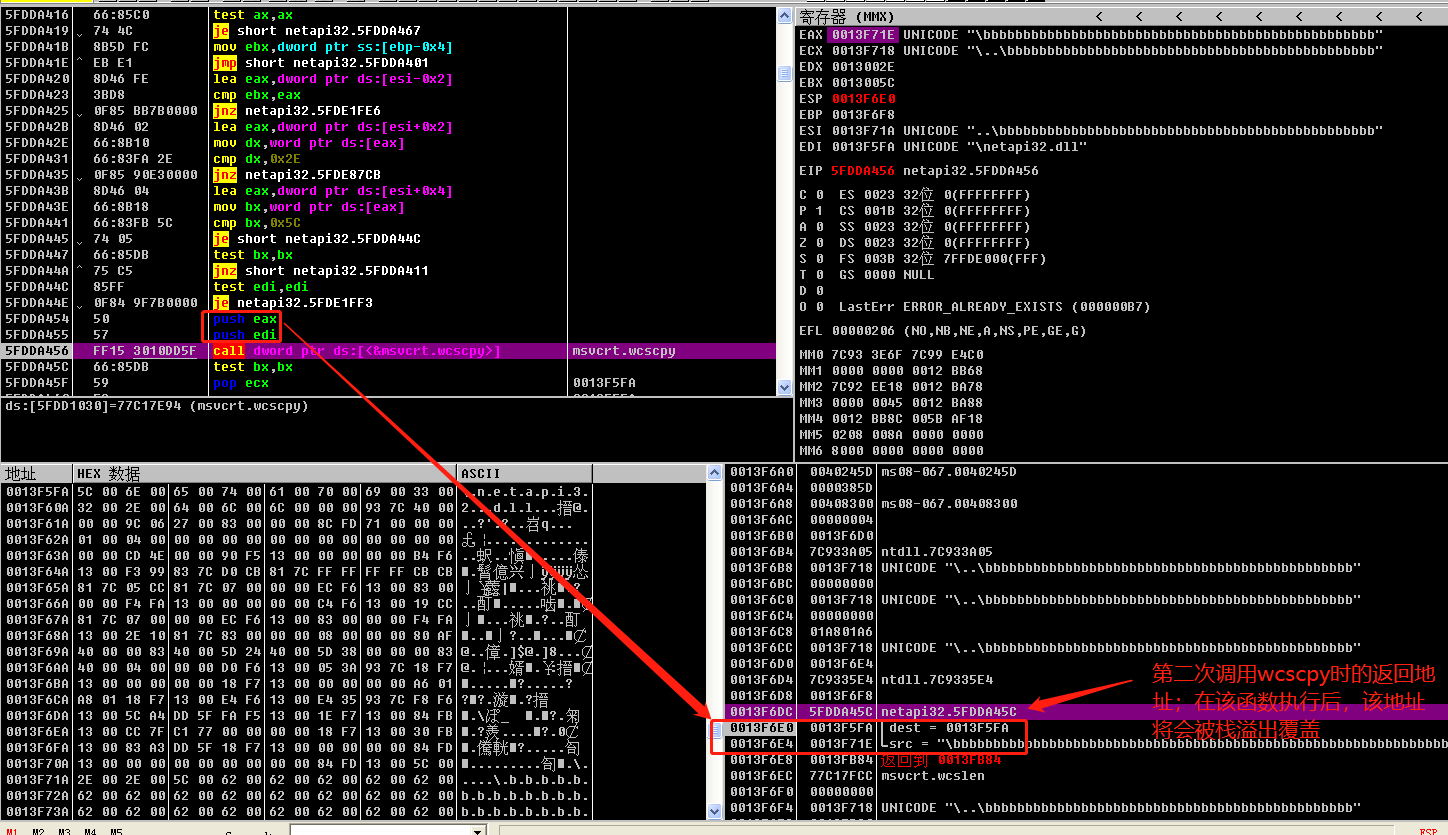 5FDDA416 66:85C0 test ax,ax
5FDDA419 74 4C je short netapi32.5FDDA467
5FDDA41B 8B5D FC mov ebx,dword ptr ss:[ebp-0x4]
5FDDA41E EB E1 jmp short netapi32.5FDDA401
5FDDA420 8D46 FE lea eax,dword ptr ds:[esi-0x2]
5FDDA423 3BD8 cmp ebx,eax
5FDDA425 0F85 BB7B0000 jnz netapi32.5FDE1FE6
5FDDA42B 8D46 02 lea eax,dword ptr ds:[esi+0x2]
5FDDA42E 66:8B10 mov dx,word ptr ds:[eax]
5FDDA431 66:83FA 2E cmp dx,0x2E
5FDDA435 0F85 90E30000 jnz netapi32.5FDE87CB
5FDDA43B 8D46 04 lea eax,dword ptr ds:[esi+0x4]
5FDDA43E 66:8B18 mov bx,word ptr ds:[eax]
5FDDA441 66:83FB 5C cmp bx,0x5C
5FDDA445 74 05 je short netapi32.5FDDA44C
5FDDA447 66:85DB test bx,bx
5FDDA44A 75 C5 jnz short netapi32.5FDDA411
5FDDA44C 85FF test edi,edi
5FDDA44E 0F84 9F7B0000 je netapi32.5FDE1FF3
5FDDA454 50 push eax
5FDDA455 57 push edi
5FDDA456 FF15 3010DD5F call dword ptr ds:[<&msvcrt.wcscpy>] msvcrt.wcscpy
5FDDA45C 66:85DB test bx,bx
5FDDA45F 59 pop ecx 0013F5FA
ds:[5FDD1030]=77C17E94 (msvcrt.wcscpy)
寄存器 (MMX) < < < < < < < < <
EAX 0013F71E UNICODE "\bbbbbbbbbbbbbbbbbbbbbbbbbbbbbbbbbbbbbbbbbbbbbbbbb"
ECX 0013F718 UNICODE "\..\bbbbbbbbbbbbbbbbbbbbbbbbbbbbbbbbbbbbbbbbbbbbbb"
EDX 0013002E
EBX 0013005C
ESP 0013F6E0
EBP 0013F6F8
ESI 0013F71A UNICODE "..\bbbbbbbbbbbbbbbbbbbbbbbbbbbbbbbbbbbbbbbbbbbbbbb"
EDI 0013F5FA UNICODE "\netapi32.dll"
EIP 5FDDA456 netapi32.5FDDA456
C 0 ES 0023 32位 0(FFFFFFFF)
P 1 CS 001B 32位 0(FFFFFFFF)
A 0 SS 0023 32位 0(FFFFFFFF)
Z 0 DS 0023 32位 0(FFFFFFFF)
S 0 FS 003B 32位 7FFDE000(FFF)
T 0 GS 0000 NULL
D 0
O 0 LastErr ERROR_ALREADY_EXISTS (000000B7)
EFL 00000206 (NO,NB,NE,A,NS,PE,GE,G)
MM0 7C93 3E6F 7C99 E4C0
MM1 0000 0000 0012 BB68
MM2 7C92 EE18 0012 BA78
MM3 0000 0045 0012 BA88
MM4 0012 BB8C 005B AF18
MM5 0208 008A 0000 0000
MM6 8000 0000 0000 0000
地址 HEX 数据 ASCII
0013F5FA 5C 00 6E 00 65 00 74 00 61 00 70 00 69 00 33 00 \.n.e.t.a.p.i.3.
0013F60A 32 00 2E 00 64 00 6C 00 6C 00 00 00 93 7C 40 00
0013F61A 00 00 9C 06 27 00 83 00 00 00 8C FD 71 00 00 00
0013F62A 01 00 04 00 00 00 00 00 00 00 00 00 00 00 00 00
0013F63A 00 00 CD 4E 00 00 90 F5 13 00 00 00 00 00 B4 F6
0013F64A 13 00 F3 99 83 7C D0 CB 81 7C FF FF FF FF CB CB
0013F65A 81 7C 05 CC 81 7C 07 00 00 00 EC F6 13 00 83 00
0013F66A 00 00 F4 FA 13 00 00 00 00 00 C4 F6 13 00 19 CC
0013F67A 81 7C 07 00 00 00 EC F6 13 00 83 00 00 00 F4 FA
0013F68A 13 00 2E 10 81 7C 83 00 00 00 08 00 00 00 80 AF
0013F69A 40 00 00 83 40 00 5D 24 40 00 5D 38 00 00 00 83
0013F6AA 40 00 04 00 00 00 D0 F6 13 00 05 3A 93 7C 18 F7
0013F6BA 13 00 00 00 00 00 18 F7 13 00 00 00 00 00 A6 01
0013F6CA A8 01 18 F7 13 00 E4 F6 13 00 E4 35 93 7C F8 F6
0013F6DA 13 00 5C A4 DD 5F FA F5 13 00 1E F7 13 00 84 FB
0013F6EA 13 00 CC 7F C1 77 00 00 00 00 18 F7 13 00 30 FB
0013F6FA 13 00 83 A3 DD 5F 18 F7 13 00 00 00 00 00 84 FD
0013F70A 13 00 00 00 00 00 00 00 00 00 84 FD 13 00 5C 00
0013F71A 2E 00 2E 00 5C 00 62 00 62 00 62 00 62 00 62 00 ....\.b.b.b.b.b.
0013F72A 62 00 62 00 62 00 62 00 62 00 62 00 62 00 62 00 b.b.b.b.b.b.b.b.
0013F73A 62 00 62 00 62 00 62 00 62 00 62 00 62 00 62 00 b.b.b.b.b.b.b.b.
0013F6A0 0040245D ms08-067.0040245D
0013F6A4 0000385D
0013F6A8 00408300 ms08-067.00408300
0013F6AC 00000004
0013F6B0 0013F6D0
0013F6B4 7C933A05 ntdll.7C933A05
0013F6B8 0013F718 UNICODE "\..\bbbbbbbbbbbbbbbbbbbbbbbbbbbbbbbbbbbbbbbbbbbbbb"
0013F6BC 00000000
0013F6C0 0013F718 UNICODE "\..\bbbbbbbbbbbbbbbbbbbbbbbbbbbbbbbbbbbbbbbbbbbbbb"
0013F6C4 00000000
0013F6C8 01A801A6
0013F6CC 0013F718 UNICODE "\..\bbbbbbbbbbbbbbbbbbbbbbbbbbbbbbbbbbbbbbbbbbbbbb"
0013F6D0 0013F6E4
0013F6D4 7C9335E4 ntdll.7C9335E4
0013F6D8 0013F6F8
0013F6DC 5FDDA45C netapi32.5FDDA45C
0013F6E0 0013F5FA dest = 0013F5FA
0013F6E4 0013F71E src = "\bbbbbbbbbbbbbbbbbbbbbbbbbbbbbbbbbbbbbbbbbbbbbbbbb
0013F6E8 0013FB84 返回到 0013FB84
0013F6EC 77C17FCC msvcrt.wcslen
0013F6F0 00000000
0013F6F4 0013F718 UNICODE "\..\bbbbbbbbbbbbbbbbbbbbbbbbbbbbbbbbbbbbbbbbbbbbbb"
第二次调用wcscpy时的返回地
址；在该函数执行后，该地址
将会被栈溢出覆盖
M1 M2 M3 M4 M5
ESP